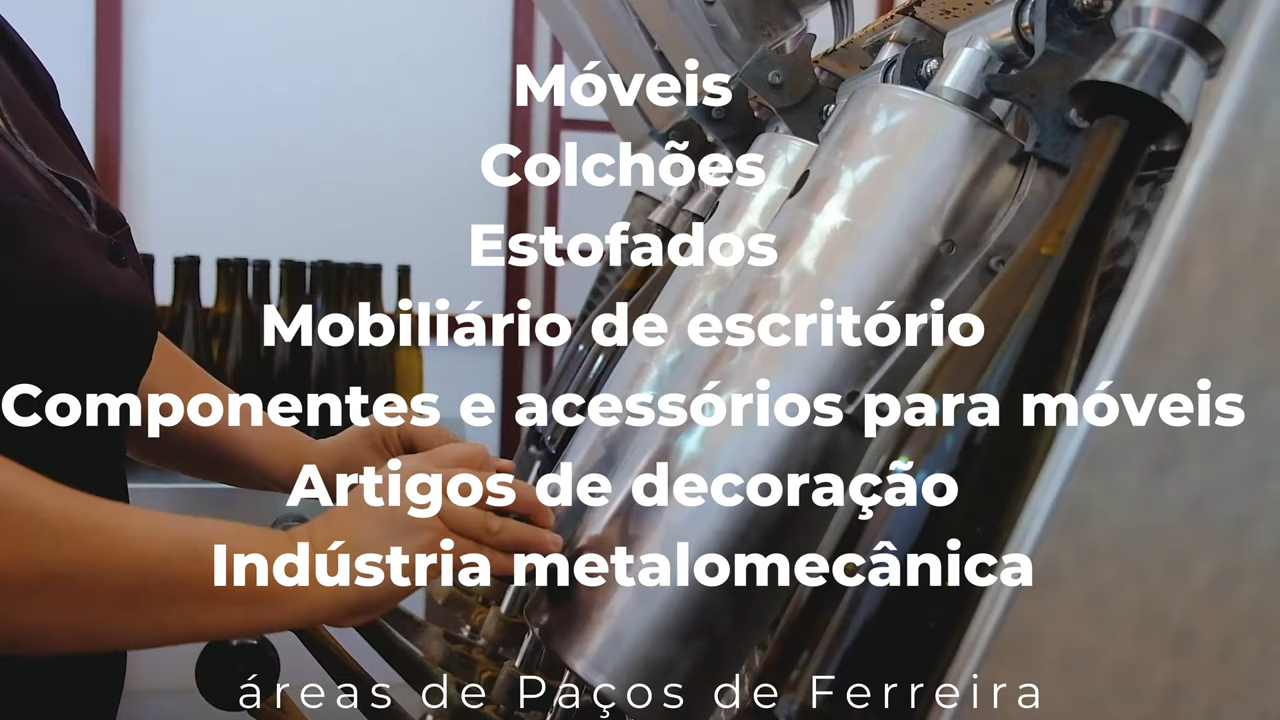 Móveis
Colchões
Estofados
Mobiliário de escritório
Componentes e acessórios para móveis
Artigos de decoração
Indústria metalomecânica
áreas de Paços de Ferreira